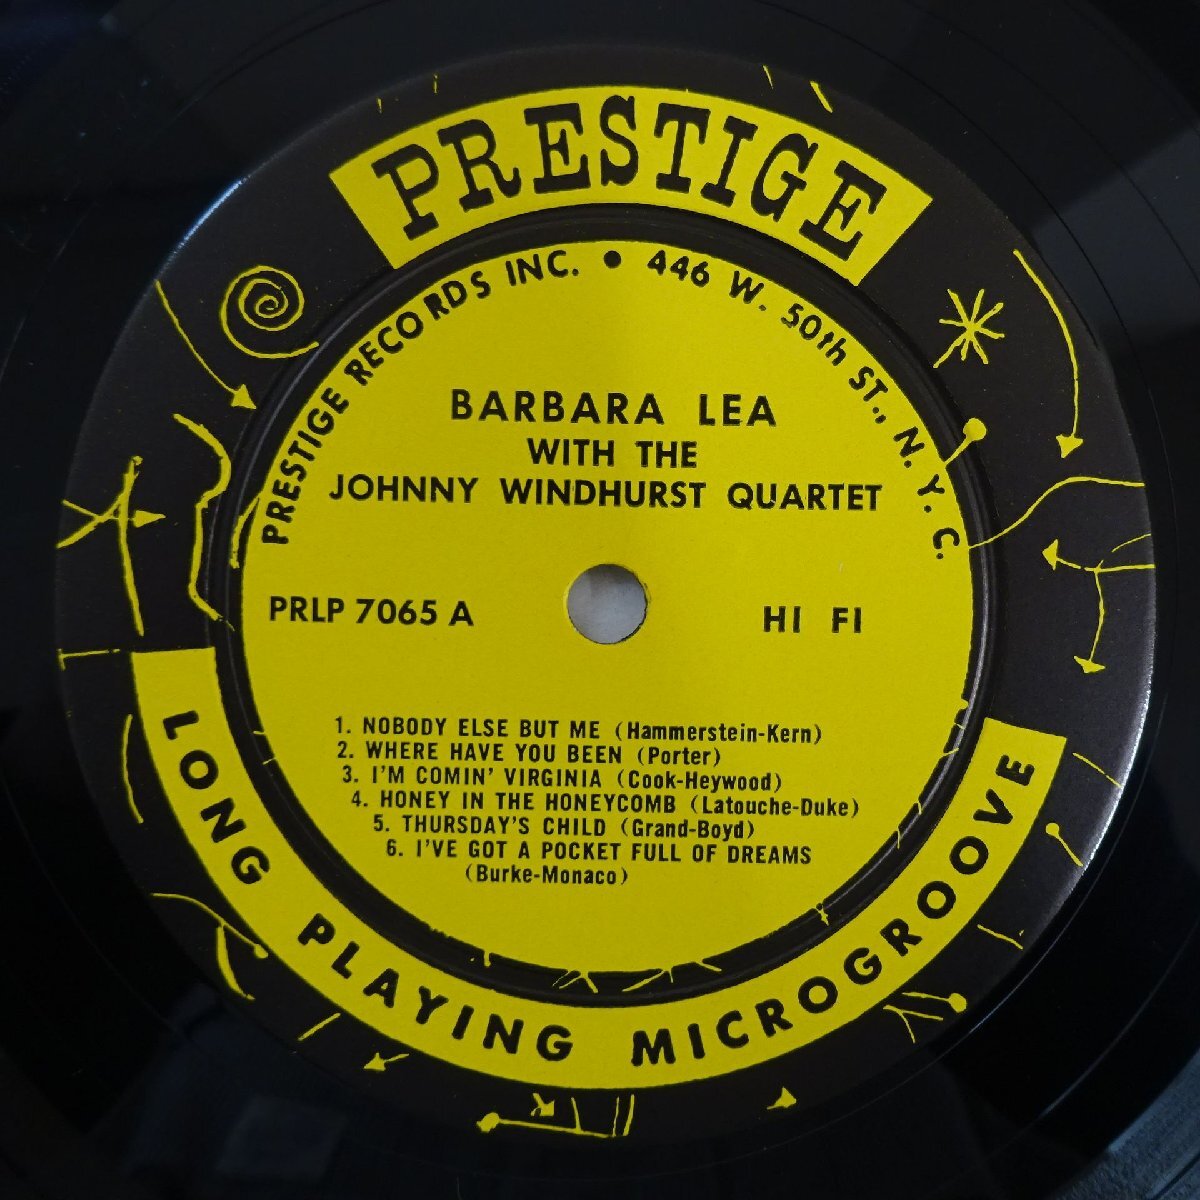 PRESTIGE
PRESTIGE RECORDS INC. • 446 W. 50th ST., N.Y.C.
BARBARA LEA
WITH THE
JOHNNY WINDHURST QUARTET
PRLP 7065 A
HI FI
1. NOBODY ELSE BUT ME (Hammerstein-Kern)
2. WHERE HAVE YOU BEEN (Porter)
3. I'M COMIN' VIRGINIA (Cook-Heywood)
4. HONEY IN THE HONEYCOMB (Latouche-Duke)
5. THURSDAY'S CHILD (Grand-Boyd)
6. I'VE GOT A POCKET FULL OF DREAMS
(Burke-Monaco)
LONG PLAYING MICROGROOVE